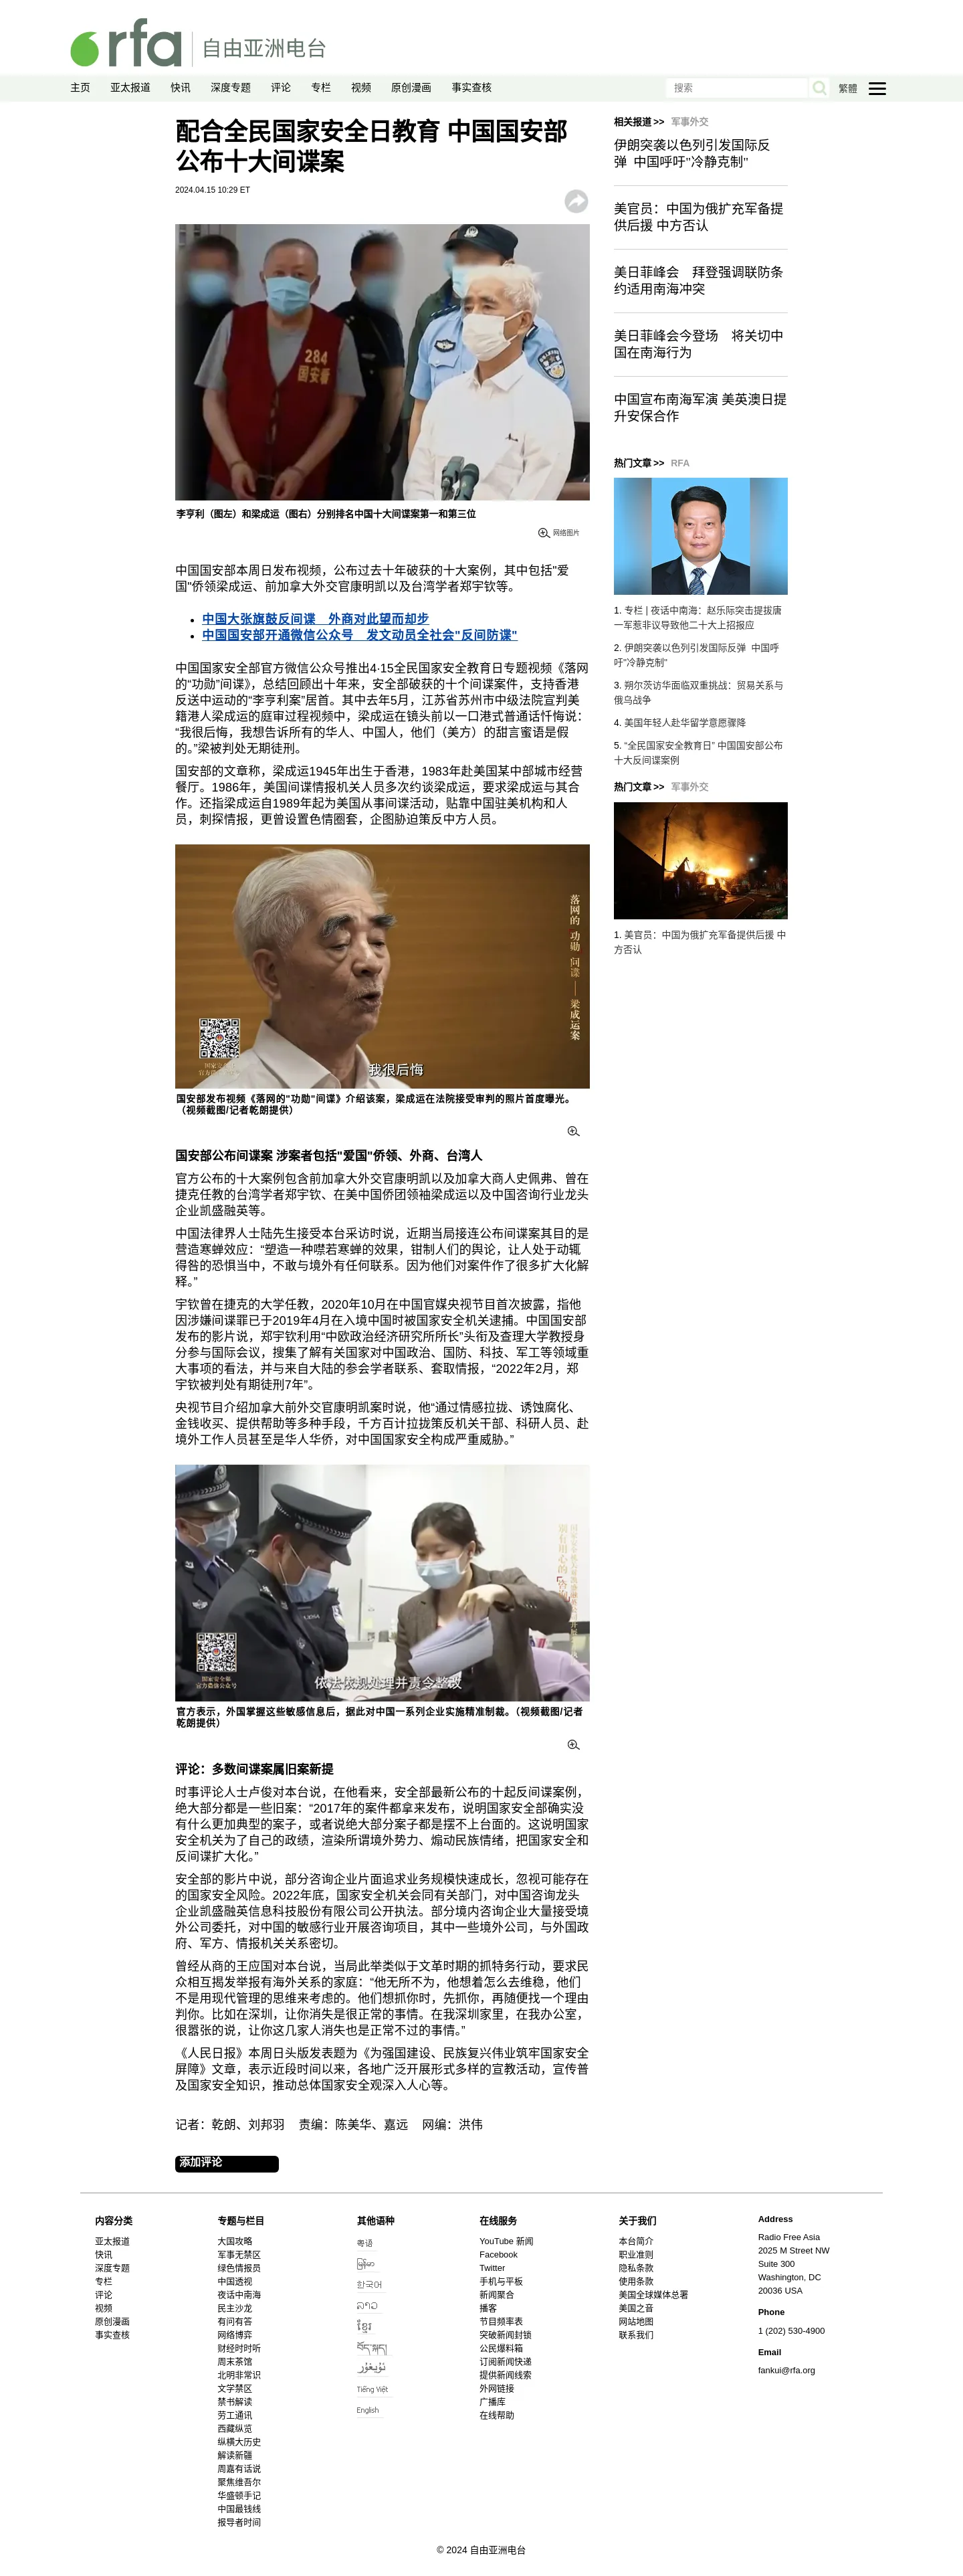 rfa 自由亚洲电台
主页 亚太报道 快讯 深度专题 评论 专栏 视频 原创漫画 事实查核 搜索 繁體
配合全民国家安全日教育 中国国安部
公布十大间谍案
2024.04.15 10:29 ET
284
国安看
李亨利（图左）和梁成运（图右）分别排名中国十大间谍案第一和第三位
网络图片
中国国安部本周日发布视频，公布过去十年破获的十大案例，其中包括"爱
国"侨领梁成运、前加拿大外交官康明凯以及台湾学者郑宇钦等。
中国大张旗鼓反间谍　外商对此望而却步
中国国安部开通微信公众号　发文动员全社会"反间防谍"
中国国家安全部官方微信公众号推出4·15全民国家安全教育日专题视频《落网
的“功勋”间谍》，总结回顾出十年来，安全部破获的十个间谍案件，支持香港
反送中运动的“李亨利案”居首。其中去年5月，江苏省苏州市中级法院宣判美
籍港人梁成运的庭审过程视频中，梁成运在镜头前以一口港式普通话忏悔说：
“我很后悔，我想告诉所有的华人、中国人，他们（美方）的甜言蜜语是假
的。”梁被判处无期徒刑。
国安部的文章称，梁成运1945年出生于香港，1983年赴美国某中部城市经营
餐厅。1986年，美国间谍情报机关人员多次约谈梁成运，要求梁成运与其合
作。还指梁成运自1989年起为美国从事间谍活动，贴靠中国驻美机构和人
员，刺探情报，更曾设置色情圈套，企图胁迫策反中方人员。
落网的“功勋”间谍——梁成运案
我很后悔
国安部发布视频《落网的"功勋"间谍》介绍该案，梁成运在法院接受审判的照片首度曝光。
（视频截图/记者乾朗提供）
国安部公布间谍案 涉案者包括"爱国"侨领、外商、台湾人
官方公布的十大案例包含前加拿大外交官康明凯以及加拿大商人史佩弗、曾在
捷克任教的台湾学者郑宇钦、在美中国侨团领袖梁成运以及中国咨询行业龙头
企业凯盛融英等。
中国法律界人士陆先生接受本台采访时说，近期当局接连公布间谍案其目的是
营造寒蝉效应：“塑造一种噤若寒蝉的效果，钳制人们的舆论，让人处于动辄
得咎的恐惧当中，不敢与境外有任何联系。因为他们对案件作了很多扩大化解
释。”
宇钦曾在捷克的大学任教，2020年10月在中国官媒央视节目首次披露，指他
因涉嫌间谍罪已于2019年4月在入境中国时被国家安全机关逮捕。中国国安部
发布的影片说，郑宇钦利用“中欧政治经济研究所所长”头衔及查理大学教授身
分参与国际会议，搜集了解有关国家对中国政治、国防、科技、军工等领域重
大事项的看法，并与来自大陆的参会学者联系、套取情报，“2022年2月，郑
宇钦被判处有期徒刑7年”。
央视节目介绍加拿大前外交官康明凯案时说，他“通过情感拉拢、诱蚀腐化、
金钱收买、提供帮助等多种手段，千方百计拉拢策反机关干部、科研人员、赴
境外工作人员甚至是华人华侨，对中国国家安全构成严重威胁。”
依法依规处理并责令整改
官方表示，外国掌握这些敏感信息后，据此对中国一系列企业实施精准制裁。（视频截图/记者
乾朗提供）
评论：多数间谍案属旧案新提
时事评论人士卢俊对本台说，在他看来，安全部最新公布的十起反间谍案例，
绝大部分都是一些旧案：“2017年的案件都拿来发布，说明国家安全部确实没
有什么更加典型的案子，或者说绝大部分案子都是摆不上台面的。这说明国家
安全机关为了自己的政绩，渲染所谓境外势力、煽动民族情绪，把国家安全和
反间谍扩大化。”
安全部的影片中说，部分咨询企业片面追求业务规模快速成长，忽视可能存在
的国家安全风险。2022年底，国家安全机关会同有关部门，对中国咨询龙头
企业凯盛融英信息科技股份有限公司公开执法。部分境内咨询企业大量接受境
外公司委托，对中国的敏感行业开展咨询项目，其中一些境外公司，与外国政
府、军方、情报机关关系密切。
曾经从商的王应国对本台说，当局此举类似于文革时期的抓特务行动，要求民
众相互揭发举报有海外关系的家庭：“他无所不为，他想着怎么去维稳，他们
不是用现代管理的思维来考虑的。他们想抓你时，先抓你，再随便找一个理由
判你。比如在深圳，让你消失是很正常的事情。在我深圳家里，在我办公室，
很嚣张的说，让你这几家人消失也是正常不过的事情。”
《人民日报》本周日头版发表题为《为强国建设、民族复兴伟业筑牢国家安全
屏障》文章，表示近段时间以来，各地广泛开展形式多样的宣教活动，宣传普
及国家安全知识，推动总体国家安全观深入人心等。
记者：乾朗、刘邦羽　责编：陈美华、嘉远　网编：洪伟
添加评论
相关报道 >> 军事外交
伊朗突袭以色列引发国际反
弹 中国呼吁"冷静克制"
美官员：中国为俄扩充军备提
供后援 中方否认
美日菲峰会　拜登强调联防条
约适用南海冲突
美日菲峰会今登场　将关切中
国在南海行为
中国宣布南海军演 美英澳日提
升安保合作
热门文章 >> RFA
1. 专栏 | 夜话中南海：赵乐际突击提拔唐
一军惹非议导致他二十大上招报应
2. 伊朗突袭以色列引发国际反弹 中国呼
吁"冷静克制"
3. 朔尔茨访华面临双重挑战：贸易关系与
俄乌战争
4. 美国年轻人赴华留学意愿骤降
5. "全民国家安全教育日" 中国国安部公布
十大反间谍案例
热门文章 >> 军事外交
1. 美官员：中国为俄扩充军备提供后援 中
方否认
内容分类
亚太报道
快讯
深度专题
专栏
评论
视频
原创漫画
事实查核
专题与栏目
大国攻略
军事无禁区
绿色情报员
中国透视
夜话中南海
民主沙龙
有问有答
网络博弈
财经时时听
周末茶馆
北明非常识
文学禁区
禁书解读
劳工通讯
西藏纵览
纵横大历史
解读新疆
周嘉有话说
聚焦维吾尔
华盛顿手记
中国最钱线
报导者时间
其他语种
粤语
မြန်မာ
한국어
ລາວ
ខ្មែរ
བོད་སྐད།
ئۇيغۇر
Tiếng Việt
English
在线服务
YouTube 新闻
Facebook
Twitter
手机与平板
新闻聚合
播客
节目频率表
突破新闻封锁
公民爆料箱
订阅新闻快递
提供新闻线索
外网链接
广播库
在线帮助
关于我们
本台简介
职业准则
隐私条款
使用条款
美国全球媒体总署
美国之音
网站地图
联系我们
Address
Radio Free Asia
2025 M Street NW
Suite 300
Washington, DC
20036 USA
Phone
1 (202) 530-4900
Email
fankui@rfa.org
© 2024 自由亚洲电台